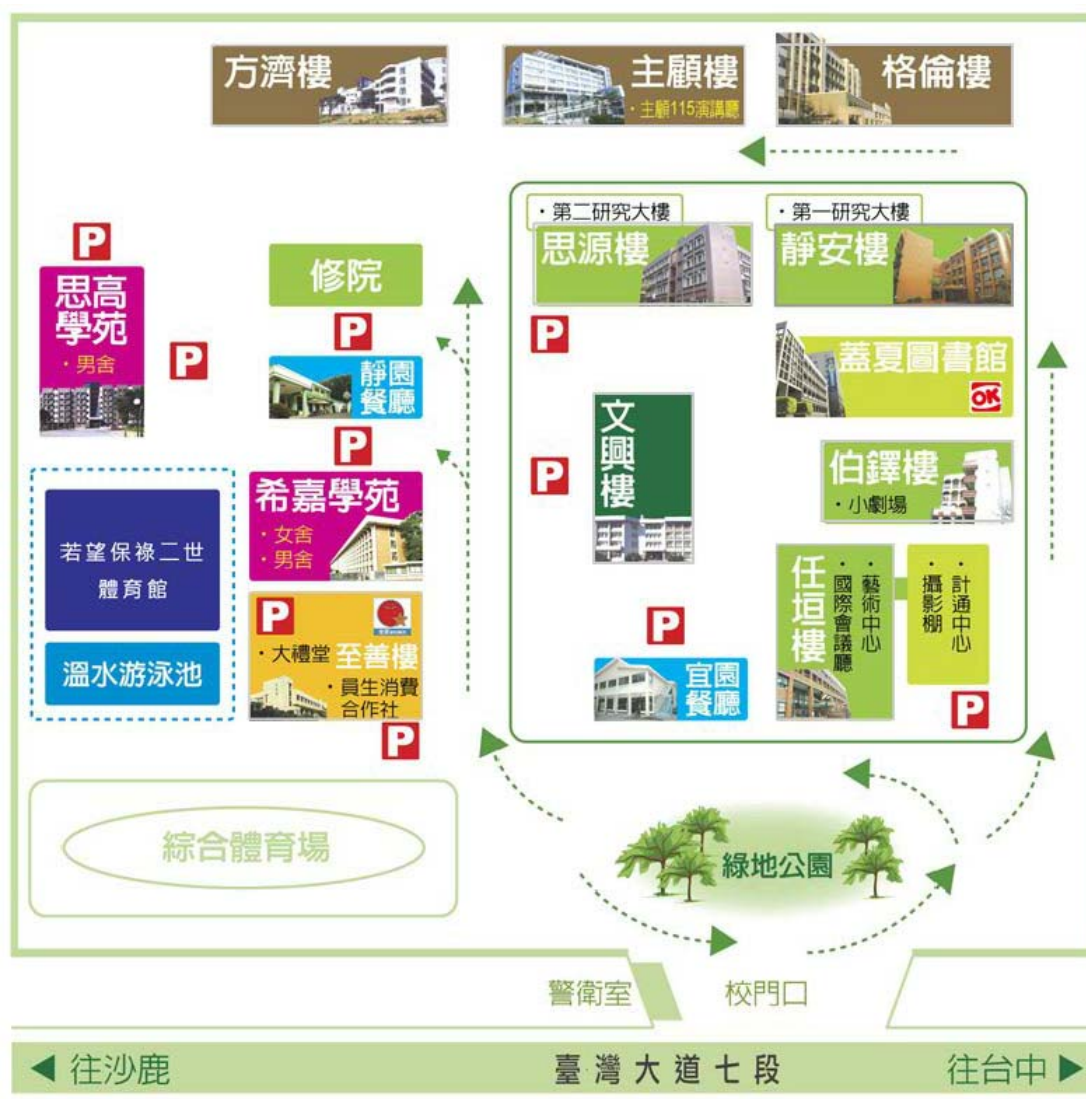 方濟樓
主顧樓
・主顧115演講廳
格倫樓
・第二研究大樓
思源樓
・第一研究大樓
靜安樓
P
思高
學苑
・男舍
P
修院
P
靜園
餐廳
P
蓋夏圖書館
OK
文興樓
P
伯鐸樓
・小劇場
P
希嘉學苑
・女舍
・男舍
若望保祿二世
體育館
溫水游泳池
P
・大禮堂
至善樓
・員生消費
合作社
P
P
宜園
餐廳
任垣樓
・藝術中心
・國際會議廳
・計通中心
・攝影棚
P
綜合體育場
綠地公園
警衛室
校門口
往沙鹿
臺灣大道七段
往台中